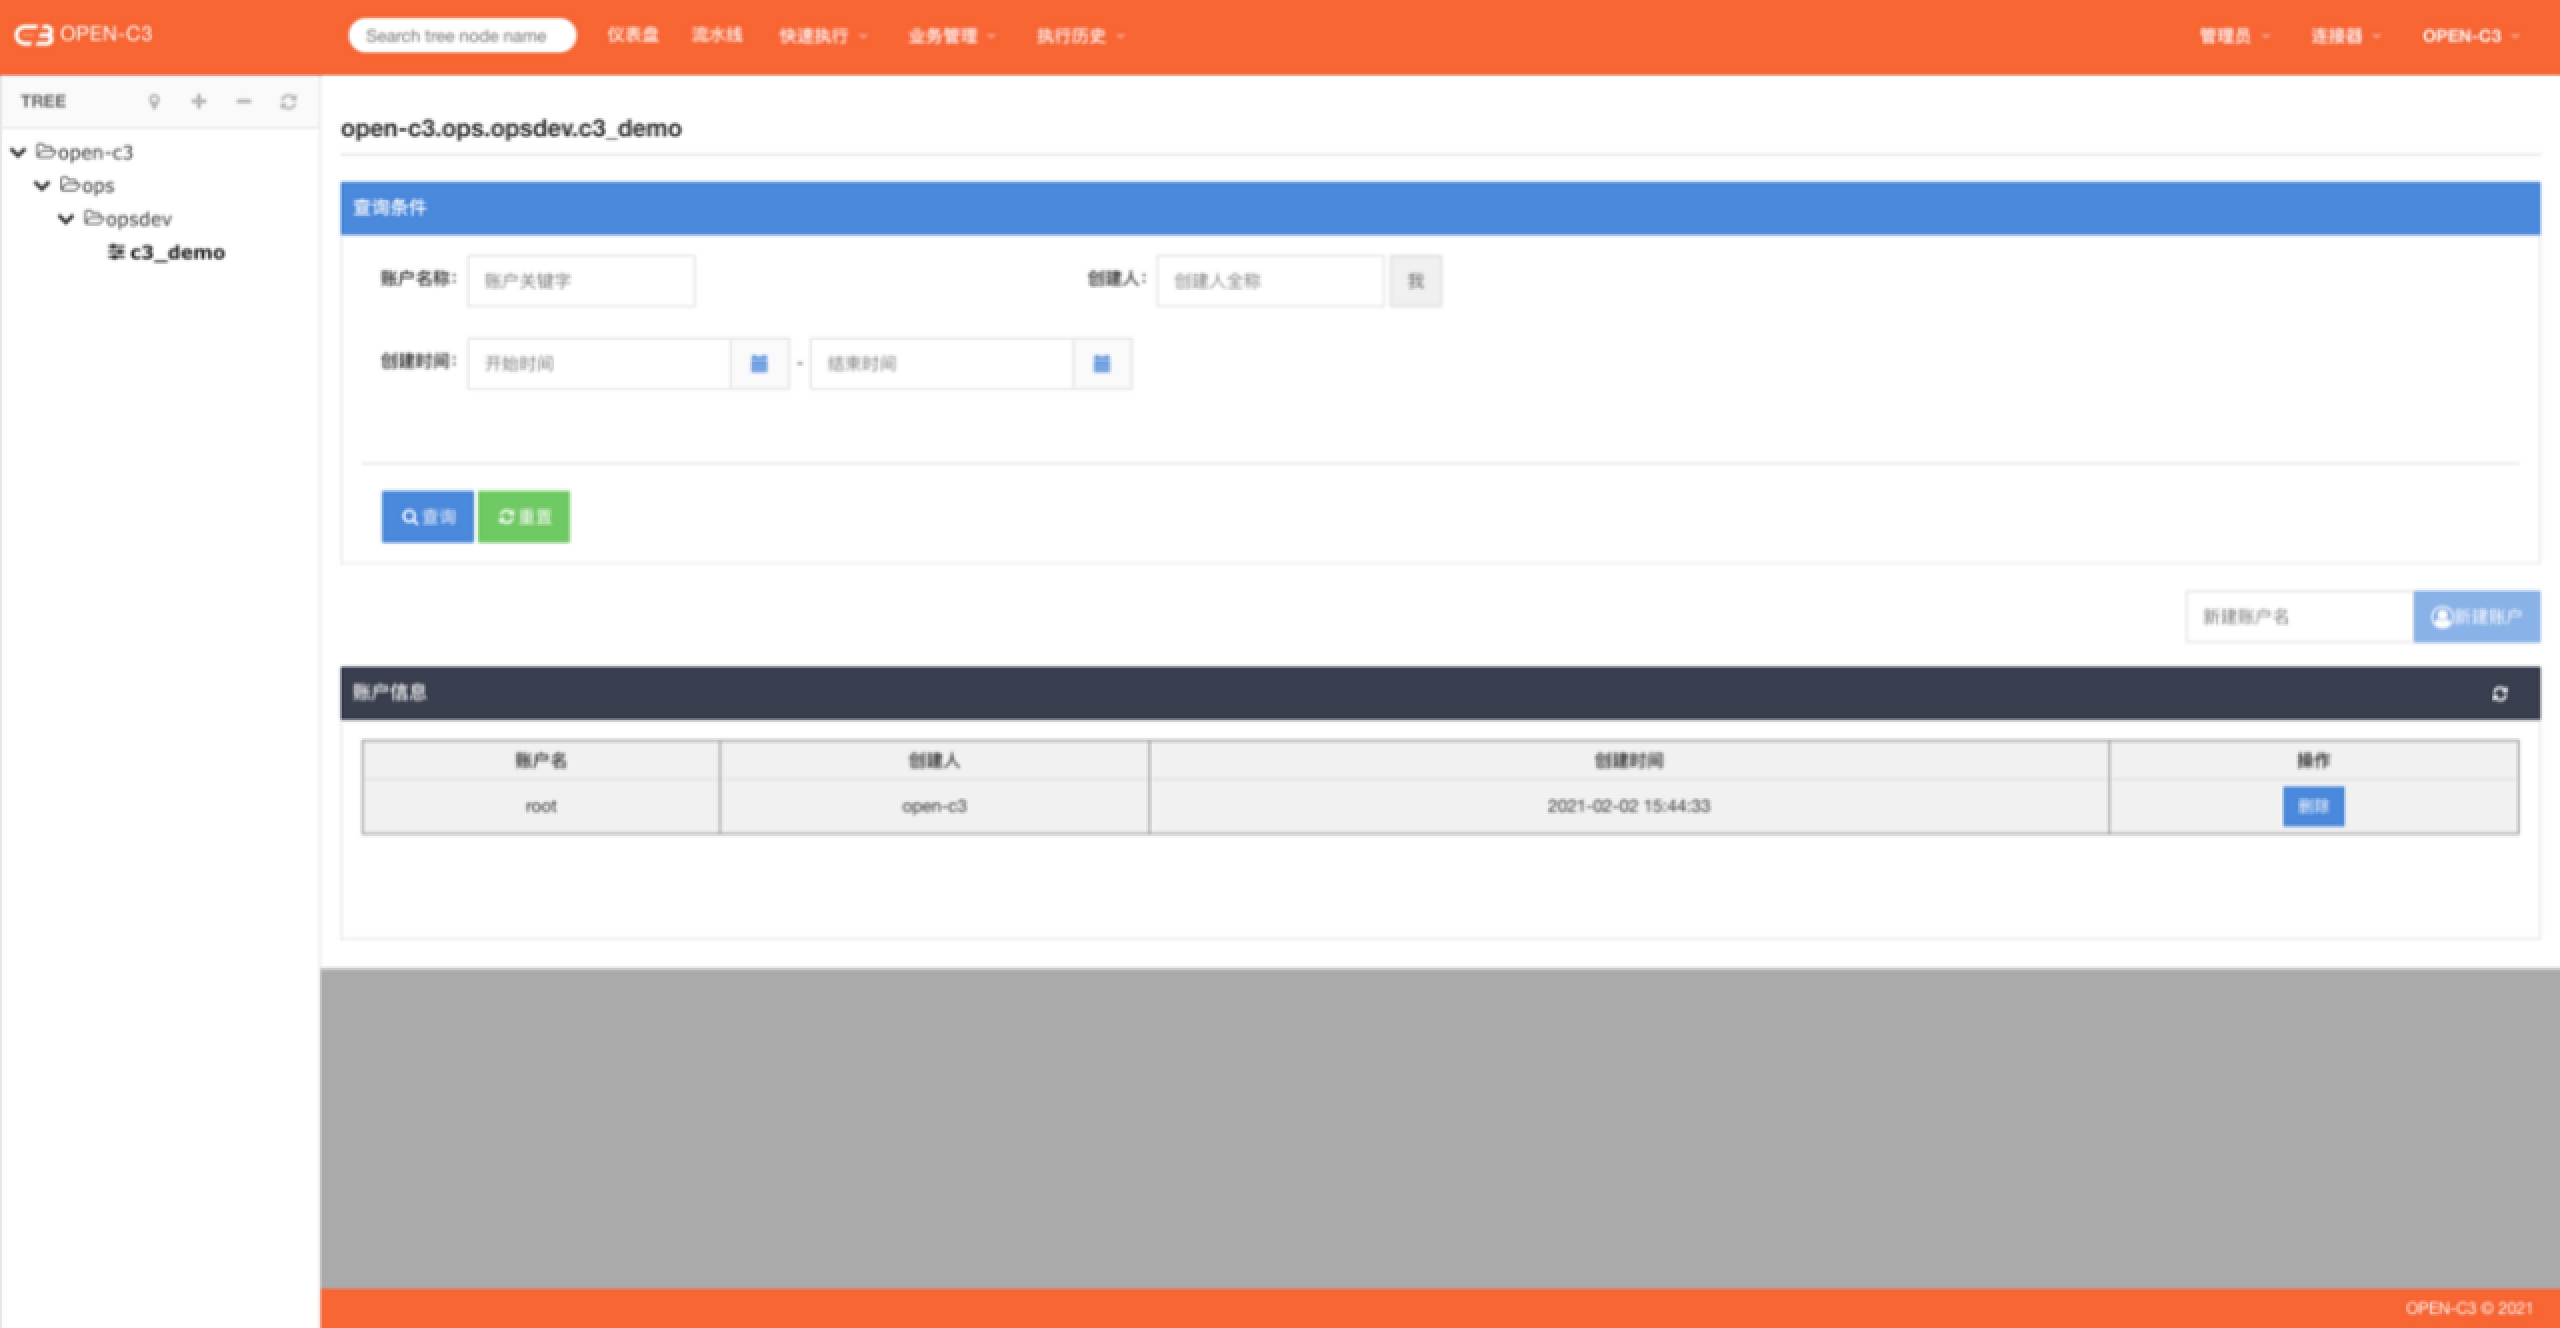 C3 OPEN-C3
Search tree node name
仪表盘
流水线
快速执行
业务管理
执行历史
管理员
连接器
OPEN-C3
TREE
open-c3
ops
opsdev
c3_demo
open-c3.ops.opsdev.c3_demo
查询条件
账户名称: 账户关键字
创建人: 创建人全称 我
创建时间: 开始时间 - 结束时间
查询 重置
新建账户名 新建账户
账户信息
账户名 创建人 创建时间 操作
root open-c3 2021-02-02 15:44:33 删除
OPEN-C3 © 2021